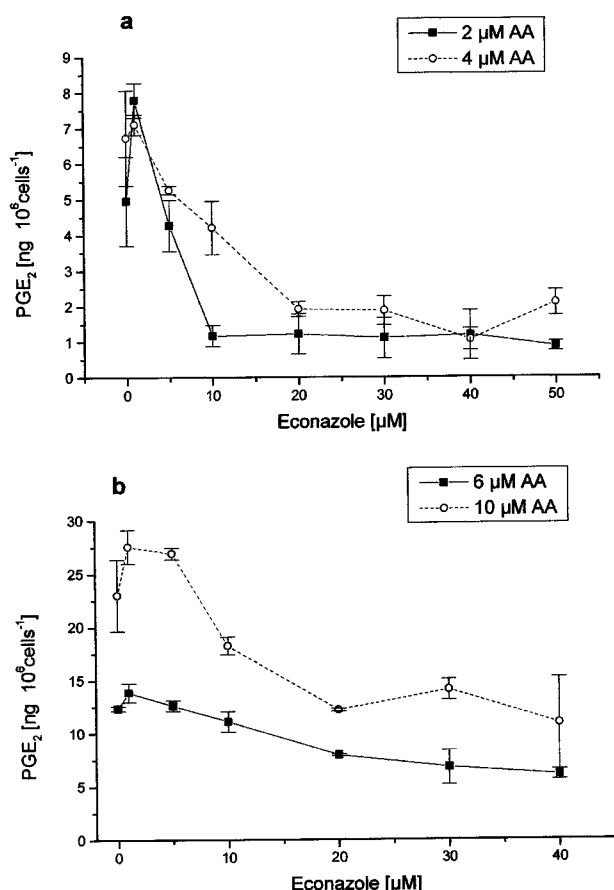 a
2 µM AA
4 µM AA
9
8
7
6
5
4
3
2
1
0
PGE₂ [ng 10⁶cells⁻¹]
0 10 20 30 40 50
Econazole [µM]
b
6 µM AA
10 µM AA
30
25
20
15
10
5
0
PGE₂ [ng 10⁶cells⁻¹]
0 10 20 30 40
Econazole [µM]